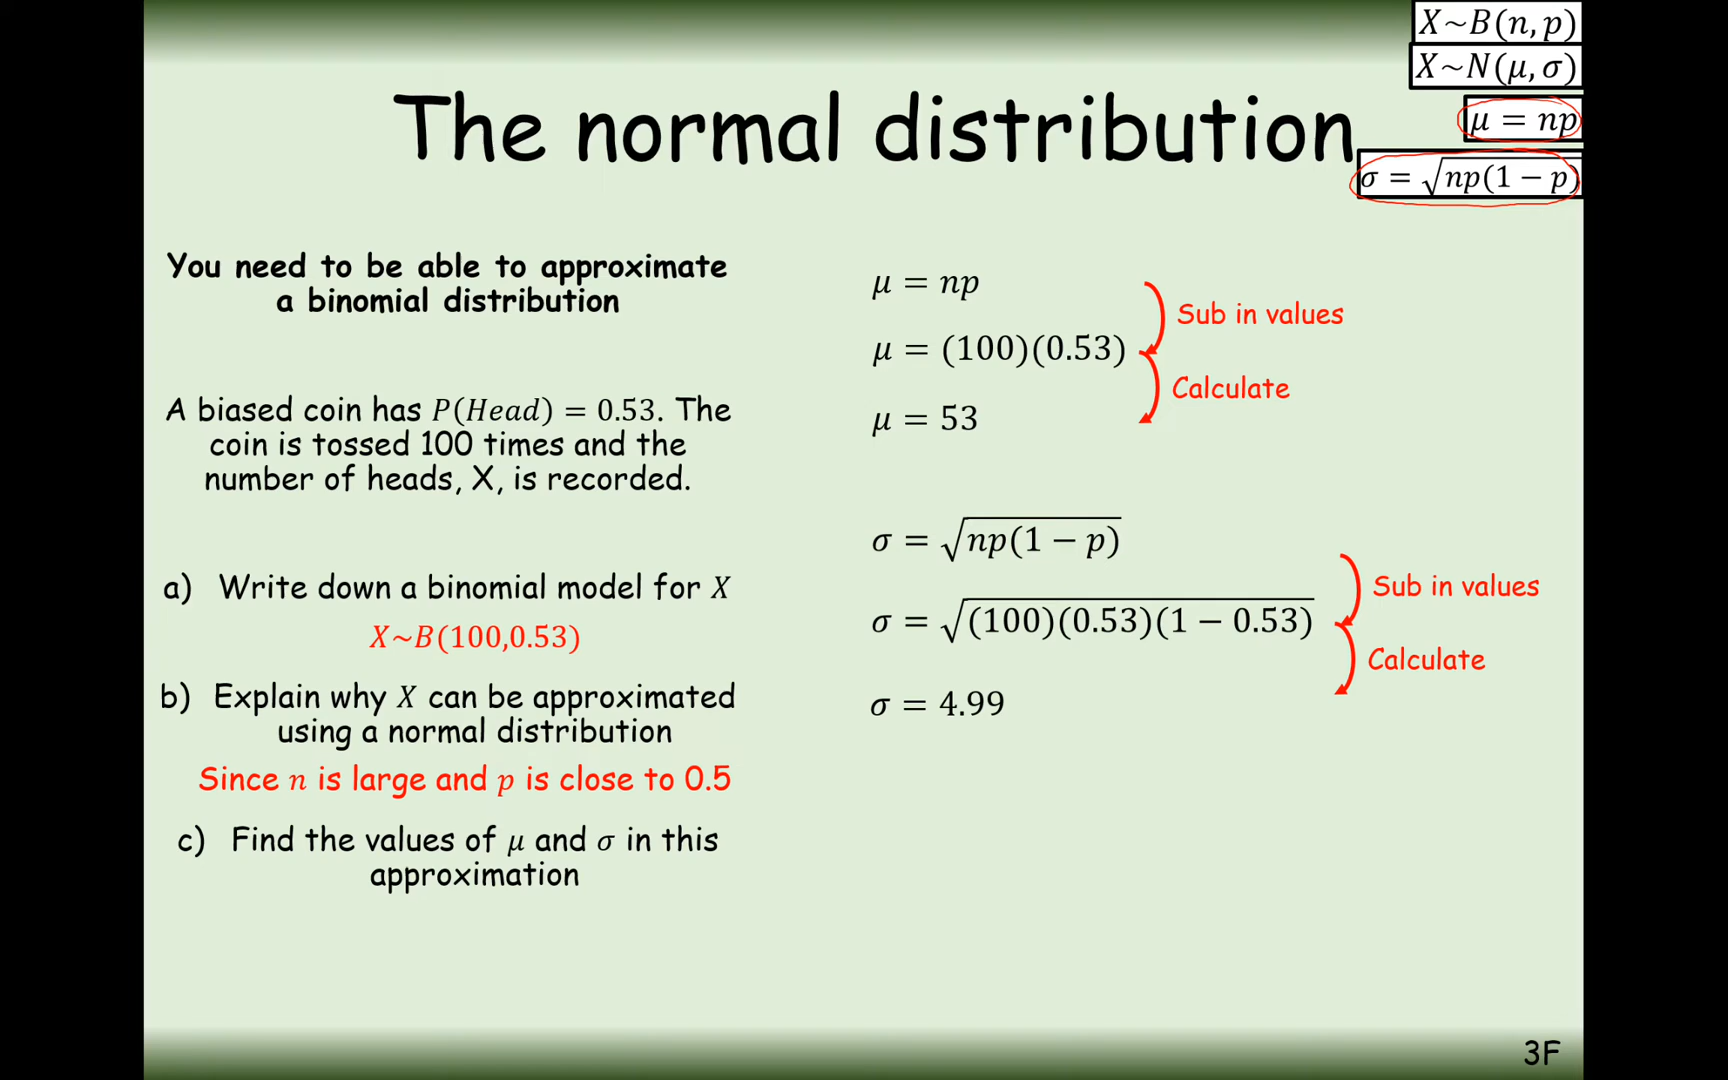 X~B(n, p)
X~N(μ, σ)
μ = np
σ = √np(1 − p)
The normal distribution
You need to be able to approximate
a binomial distribution
A biased coin has P(Head) = 0.53. The
coin is tossed 100 times and the
number of heads, X, is recorded.
a) Write down a binomial model for X
X~B(100,0.53)
b) Explain why X can be approximated
using a normal distribution
Since n is large and p is close to 0.5
c) Find the values of μ and σ in this
approximation
μ = np
Sub in values
μ = (100)(0.53)
Calculate
μ = 53
σ = √np(1 − p)
Sub in values
σ = √(100)(0.53)(1 − 0.53)
Calculate
σ = 4.99
3F